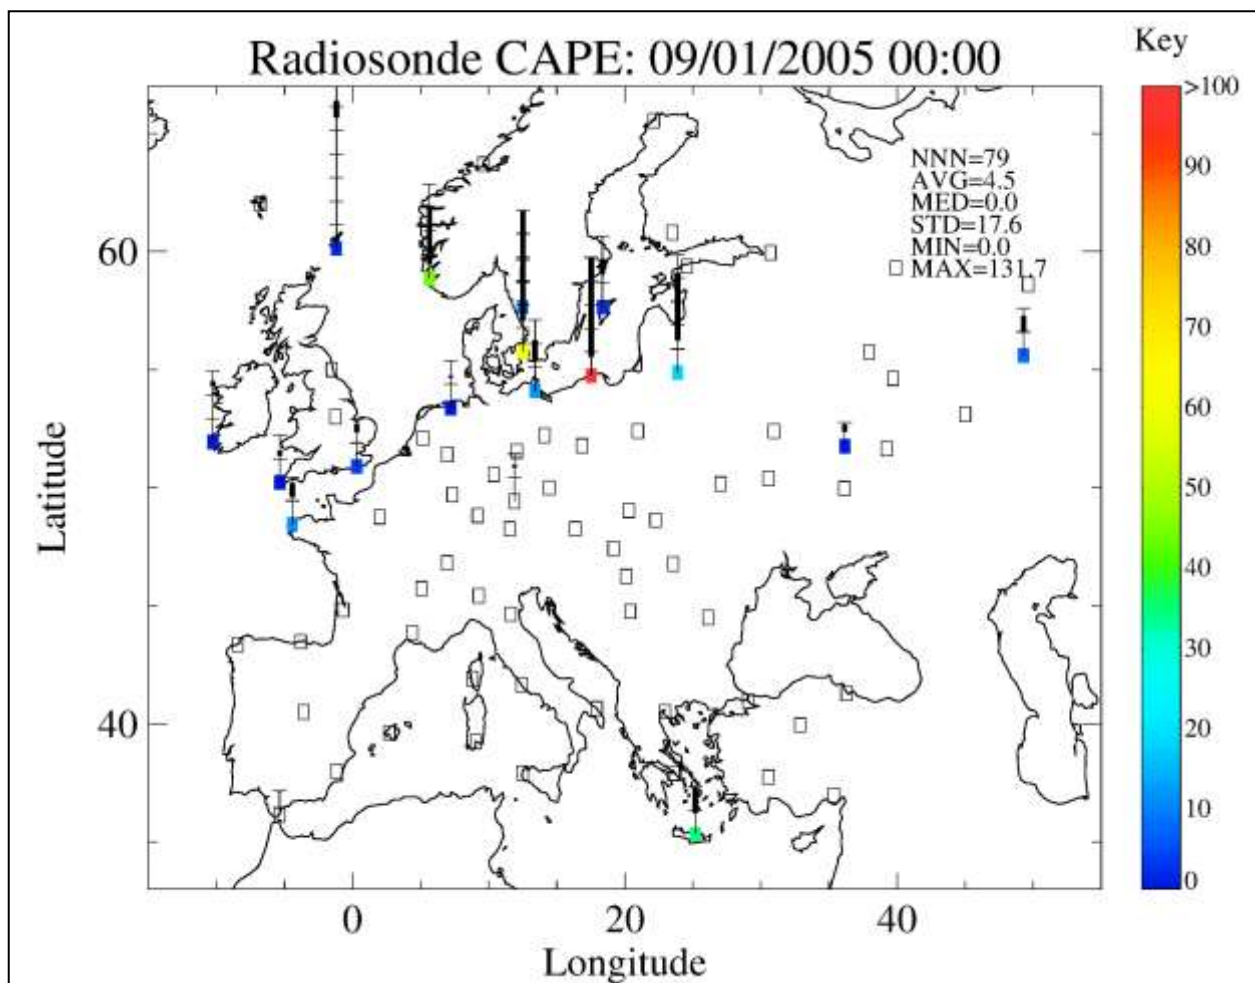 Radiosonde CAPE: 09/01/2005 00:00
Key
>100
90
80
70
60
50
40
30
20
10
0
NNN=79
AVG=4.5
MED=0.0
STD=17.6
MIN=0.0
MAX=131.7
60
40
Latitude
0
20
40
Longitude